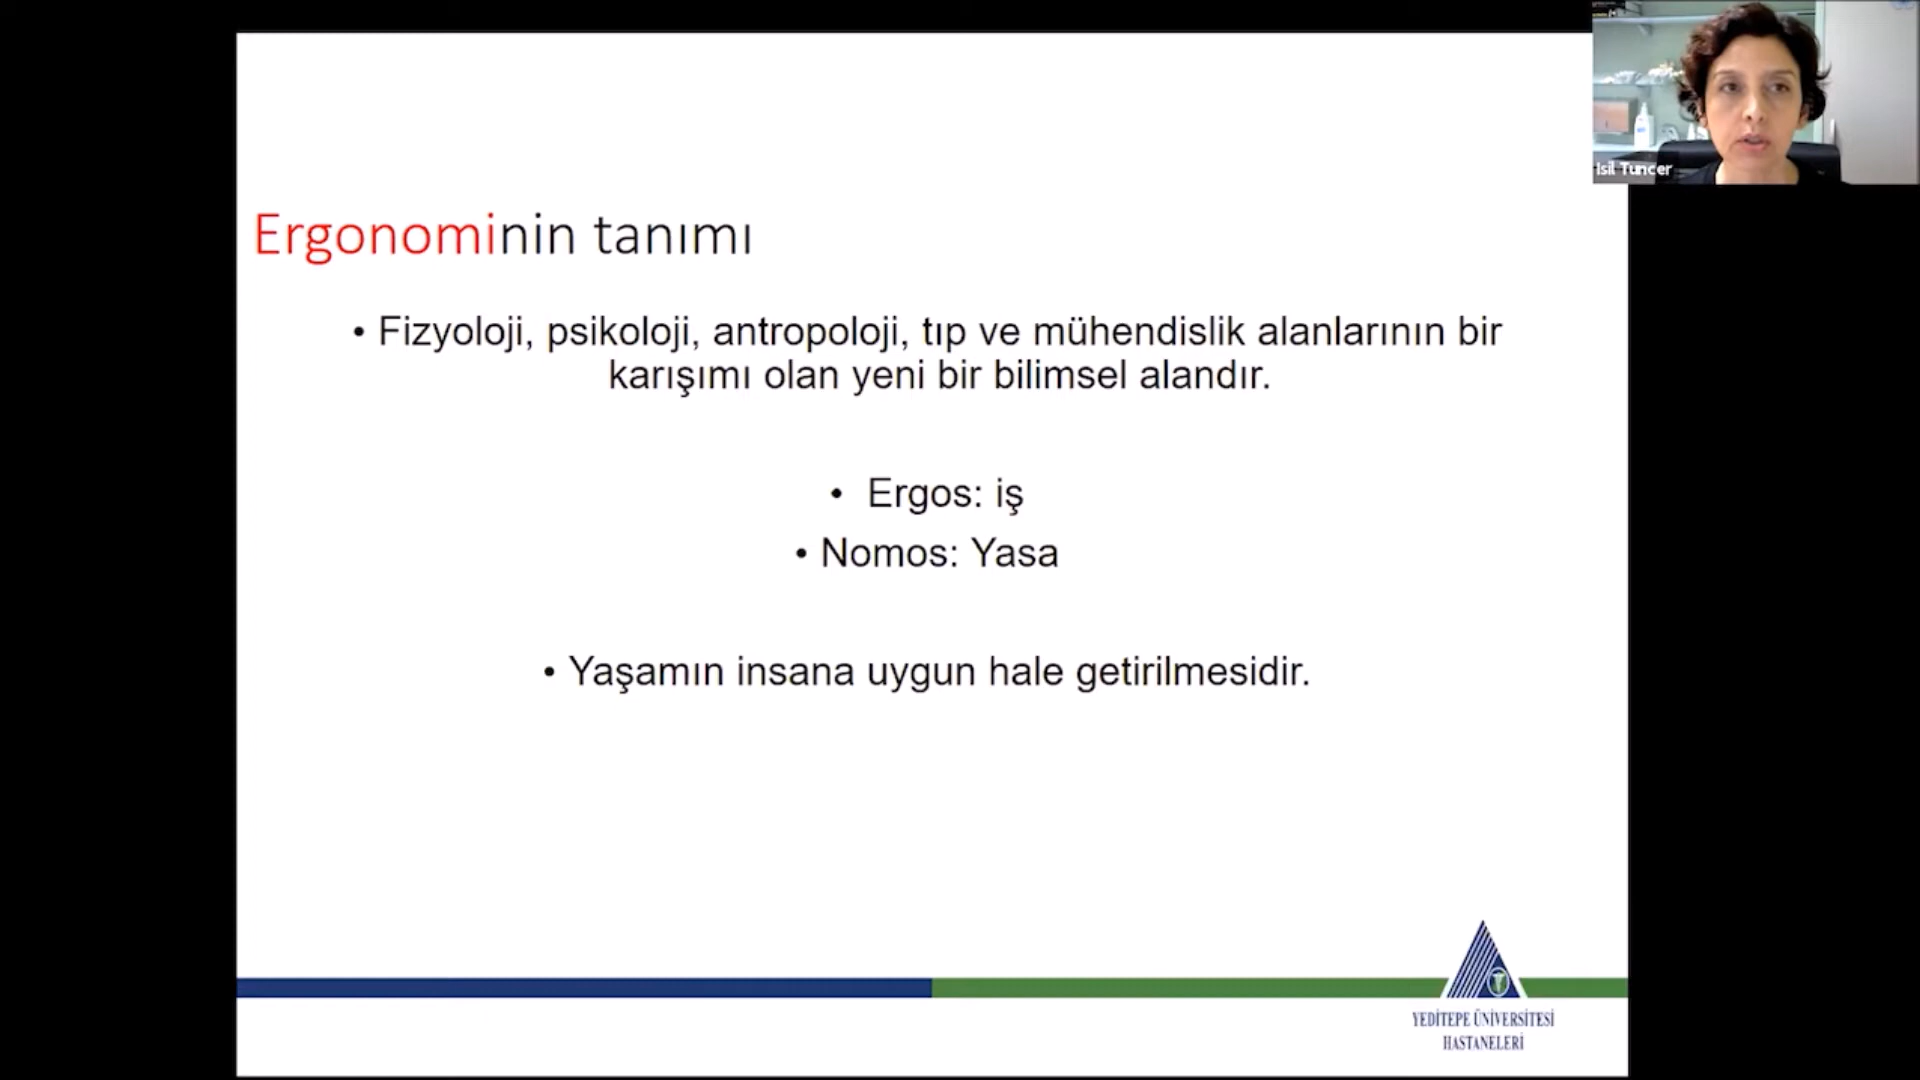 Isil Tuncer
Ergonominin tanımı
• Fizyoloji, psikoloji, antropoloji, tıp ve mühendislik alanlarının bir
karışımı olan yeni bir bilimsel alandır.
• Ergos: iş
• Nomos: Yasa
• Yaşamın insana uygun hale getirilmesidir.
YEDİTEPE ÜNİVERSİTESİ
HASTANELERİ